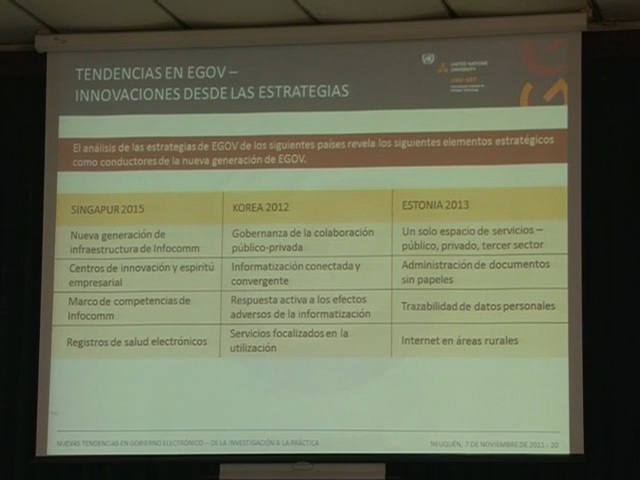 TENDENCIAS EN EGOV –
INNOVACIONES DESDE LAS ESTRATEGIAS
UNITED NATIONS
UNIVERSITY
El análisis de las estrategias de EGOV de los siguientes países revela los siguientes elementos estratégicos
como conductores de la nueva generación de EGOV.
SINGAPUR 2015
KOREA 2012
ESTONIA 2013
Nueva generación de
infraestructura de Infocomm
Gobernanza de la colaboración
público-privada
Un solo espacio de servicios –
público, privado, tercer sector
Centros de innovación y espiritú
empresarial
Informatización conectada y
convergente
Administración de documentos
sin papeles
Marco de competencias de
Infocomm
Respuesta activa a los efectos
adversos de la informatización
Trazabilidad de datos personales
Registros de salud electrónicos
Servicios focalizados en la
utilización
Internet en áreas rurales
NUEVAS TENDENCIAS EN GOBIERNO ELECTRÓNICO – DE LA INVESTIGACIÓN A LA PRÁCTICA
NEUQUÉN, 7 DE NOVIEMBRE DE 2011 - 20